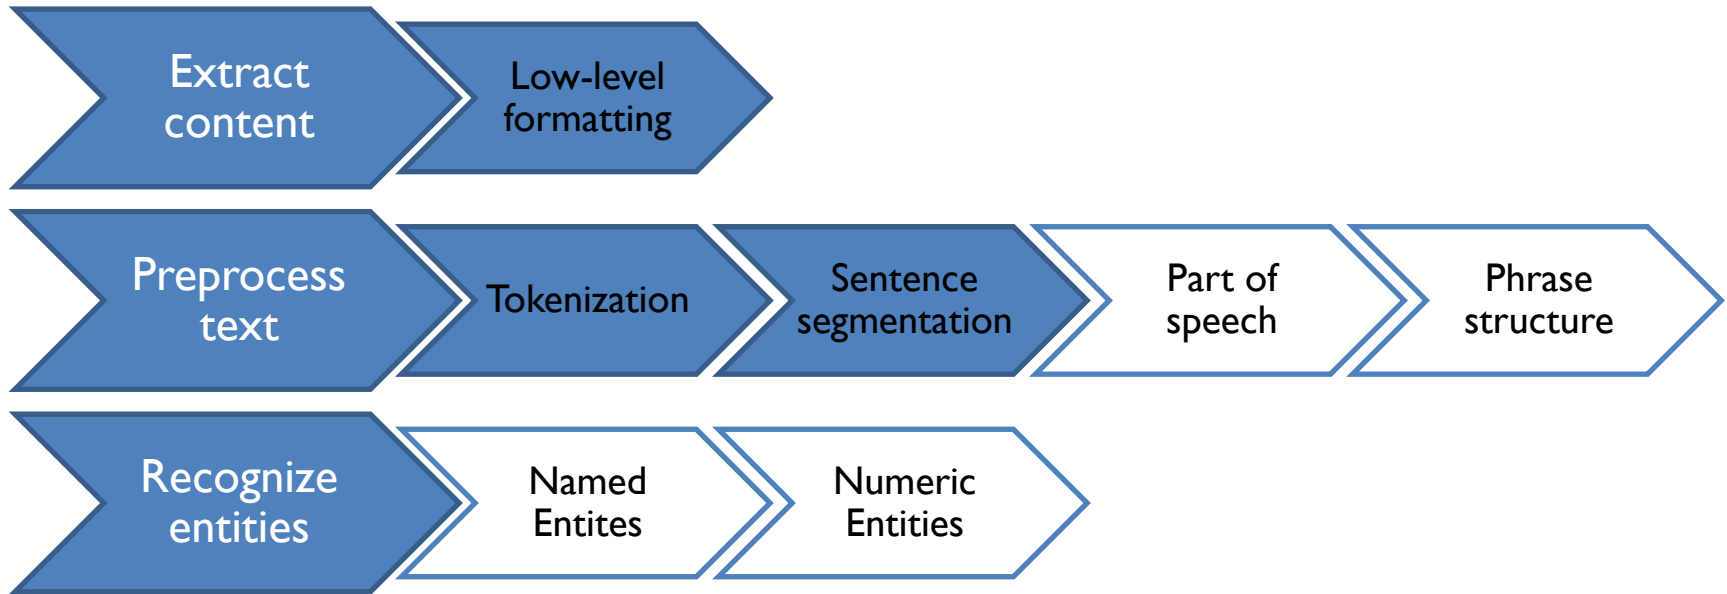 Extract
content
Low-level
formatting
Preprocess
text
Tokenization
Sentence
segmentation
Part of
speech
Phrase
structure
Recognize
entities
Named
Entites
Numeric
Entities